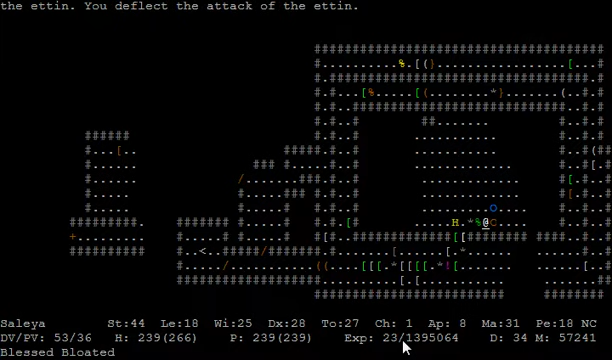 the ettin. You deflect the attack of the ettin.
Saleya St:44 Le:18 Wi:25 Dx:28 To:27 Ch: 1 Ap: 8 Ma:31 Pe:18 NC
DV/PV: 53/36 H: 239(266) P: 239(239) Exp: 23/1395064 D: 34 M: 57241
Blessed Bloated